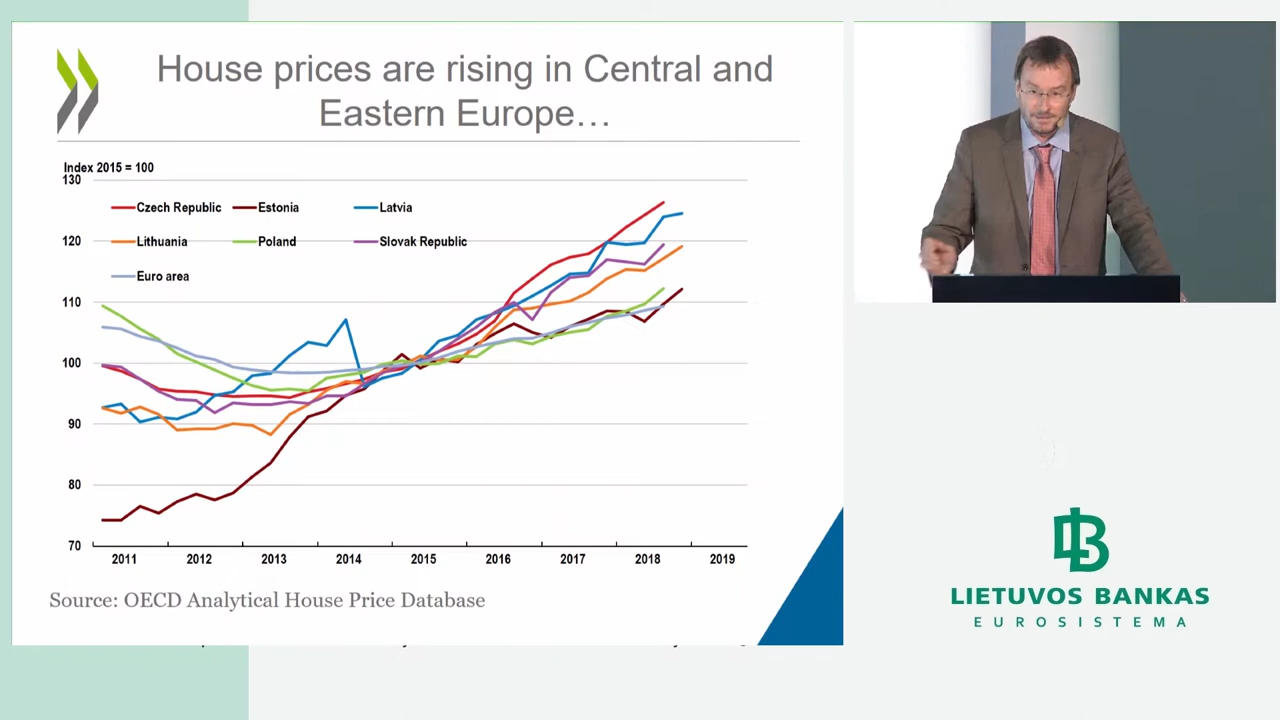 House prices are rising in Central and
Eastern Europe…
Index 2015 = 100
130
Czech Republic Estonia Latvia
120
Lithuania Poland Slovak Republic
Euro area
110
100
90
80
70
2011 2012 2013 2014 2015 2016 2017 2018 2019
Source: OECD Analytical House Price Database
LIETUVOS BANKAS
EUROSISTEMA